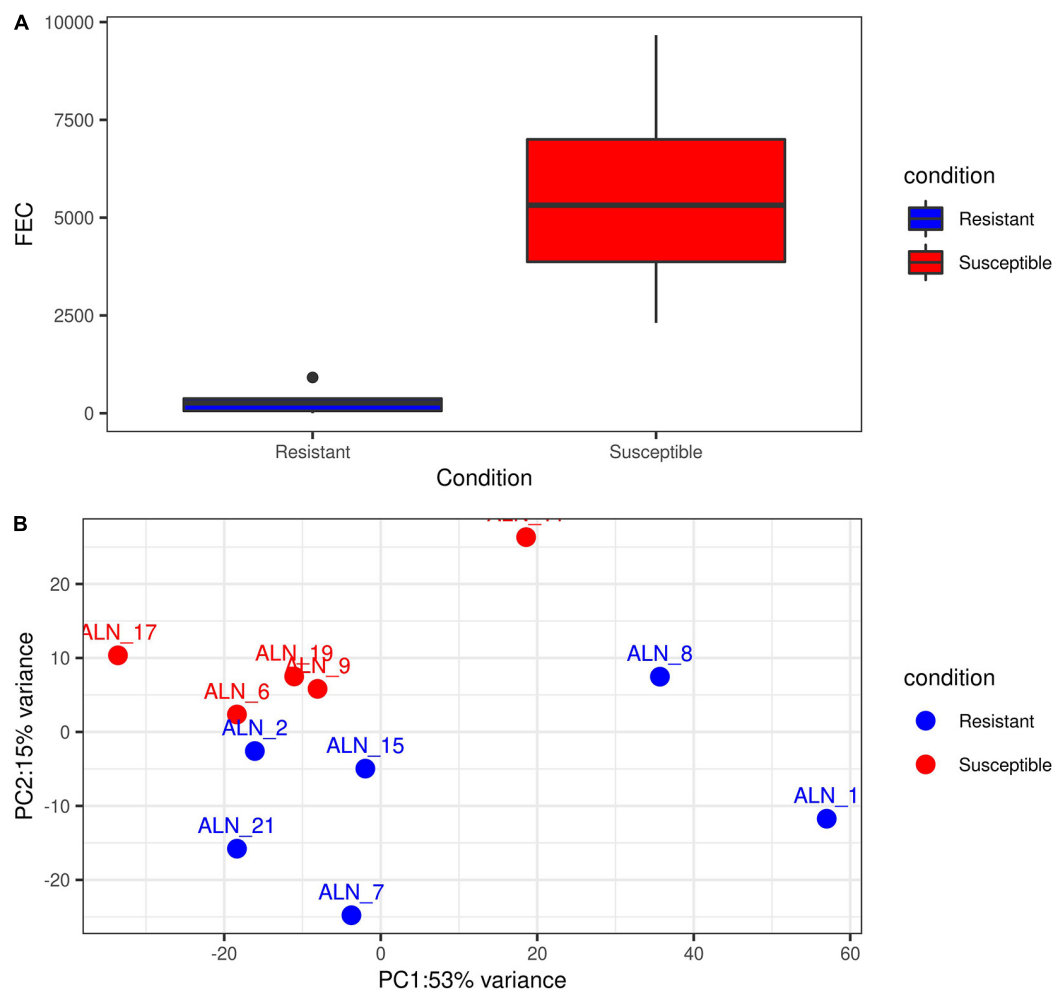 A
10000
7500
5000
2500
0
FEC
Resistant
Susceptible
Condition
condition
Resistant
Susceptible
B
20
10
0
-10
-20
PC2:15% variance
ALN_17
ALN_19
ALN_9
ALN_6
ALN_2
ALN_15
ALN_8
ALN_1
ALN_21
ALN_7
-20
0
20
40
60
PC1:53% variance
condition
Resistant
Susceptible